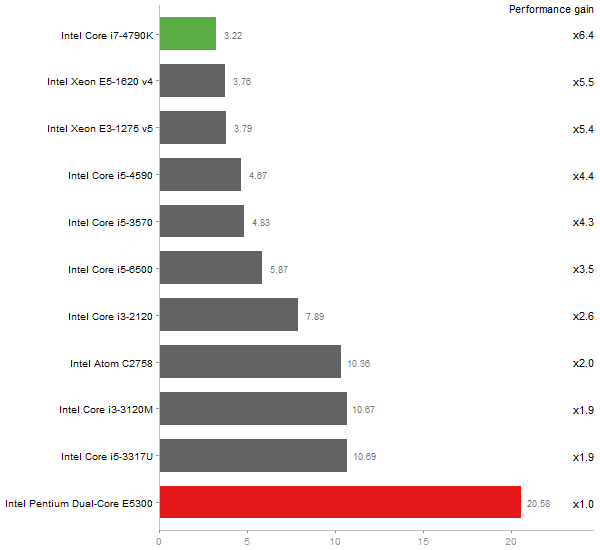 Performance gain
Intel Core i7-4790K 3.22 x6.4
Intel Xeon E5-1620 v4 3.76 x5.5
Intel Xeon E3-1275 v5 3.79 x5.4
Intel Core i5-4590 4.67 x4.4
Intel Core i5-3570 4.83 x4.3
Intel Core i5-6500 5.87 x3.5
Intel Core i3-2120 7.89 x2.6
Intel Atom C2758 10.36 x2.0
Intel Core i3-3120M 10.67 x1.9
Intel Core i5-3317U 10.69 x1.9
Intel Pentium Dual-Core E5300 20.58 x1.0
0 5 10 15 20